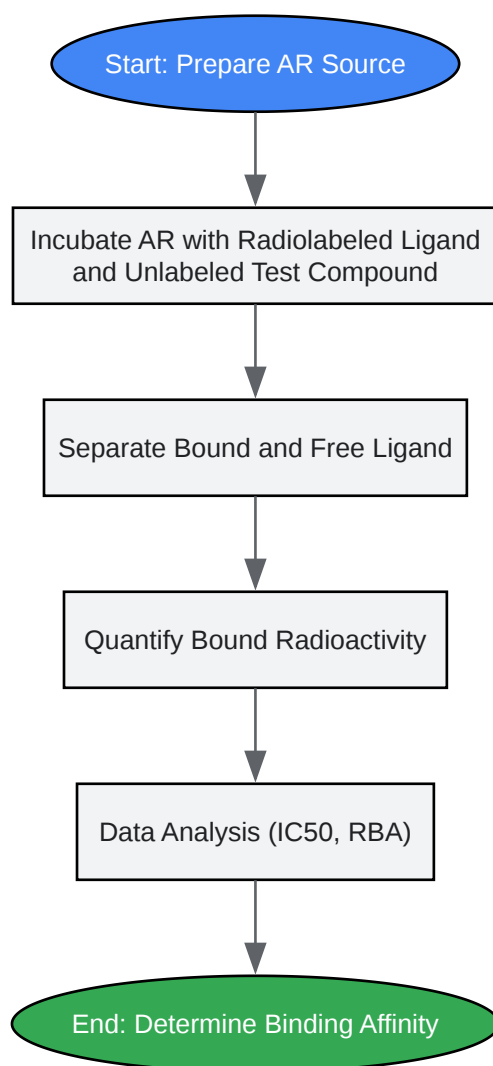 Start: Prepare AR Source
Incubate AR with Radiolabeled Ligand
and Unlabeled Test Compound
Separate Bound and Free Ligand
Quantify Bound Radioactivity
Data Analysis (IC50, RBA)
End: Determine Binding Affinity